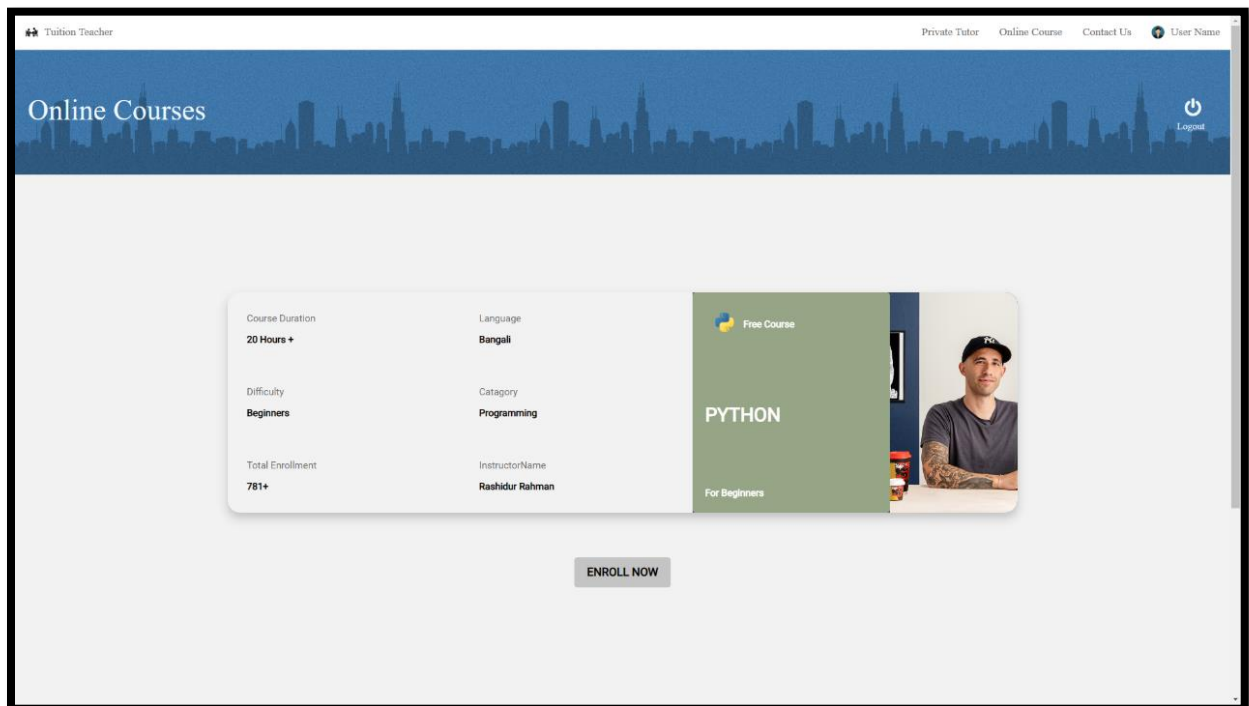 Tuition Teacher
Private Tutor
Online Course
Contact Us
User Name
Online Courses
Logout
Course Duration
20 Hours +
Language
Bangali
Difficulty
Beginners
Catagory
Programming
Total Enrollment
781+
InstructorName
Rashidur Rahman
Free Course
PYTHON
For Beginners
ENROLL NOW